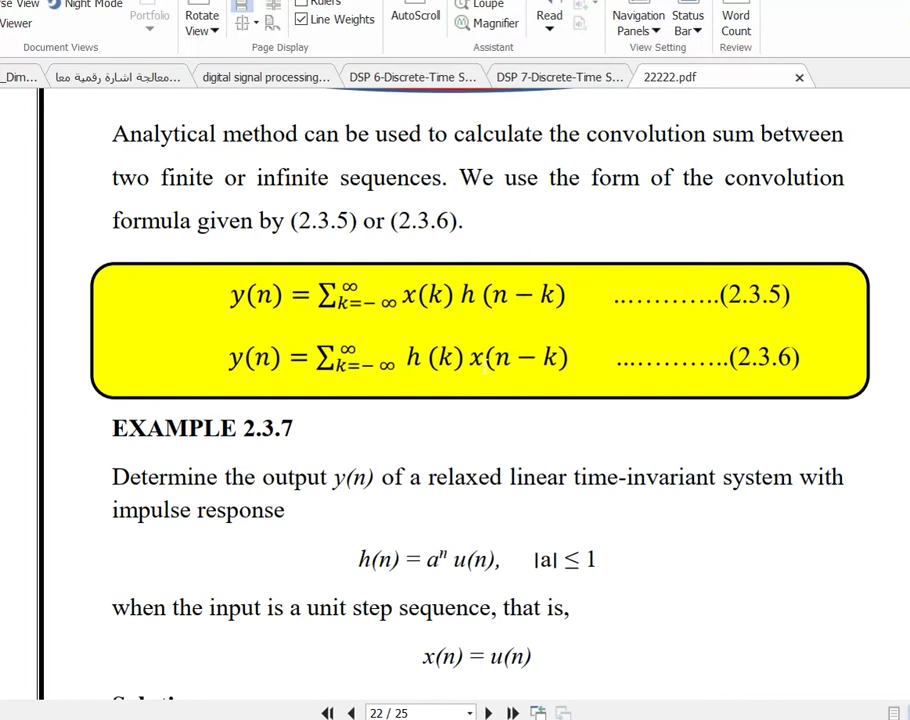 Night Mode
Rulers
Loupe
Viewer
Portfolio
Rotate
View
Line Weights
AutoScroll
Magnifier
Read
Navigation
Panels
Status
Bar
Word
Count
Document Views
Page Display
Assistant
View Setting
Review
_Dim...
معالجة اشارة رقمية معا...
digital signal processing...
DSP 6-Discrete-Time S...
DSP 7-Discrete-Time S...
22222.pdf
Analytical method can be used to calculate the convolution sum between
two finite or infinite sequences. We use the form of the convolution
formula given by (2.3.5) or (2.3.6).
y(n) = ∑_{k=−∞}^{∞} x(k) h (n − k) ..………….(2.3.5)
y(n) = ∑_{k=−∞}^{∞} h (k) x(n − k) ..………….(2.3.6)
EXAMPLE 2.3.7
Determine the output y(n) of a relaxed linear time-invariant system with
impulse response
h(n) = aⁿ u(n), |a| ≤ 1
when the input is a unit step sequence, that is,
x(n) = u(n)
22 / 25